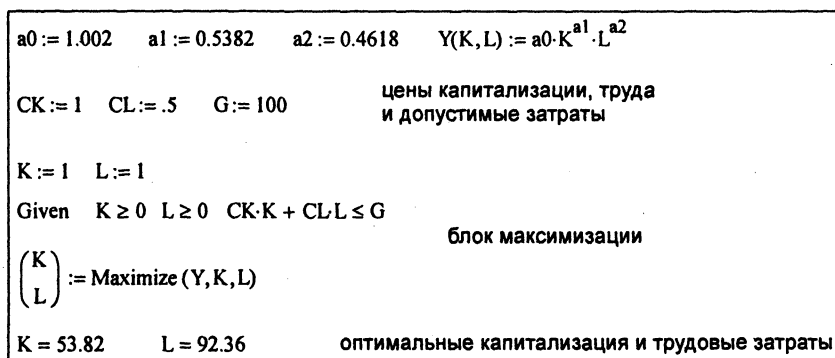 a0 := 1.002 a1 := 0.5382 a2 := 0.4618 Y(K,L) := a0·K^a1·L^a2
CK := 1 CL := .5 G := 100 цены капитализации, труда
и допустимые затраты
K := 1 L := 1
Given K ≥ 0 L ≥ 0 CK·K + CL·L ≤ G
блок максимизации
(K
L) := Maximize (Y,K,L)
K = 53.82 L = 92.36 оптимальные капитализация и трудовые затраты